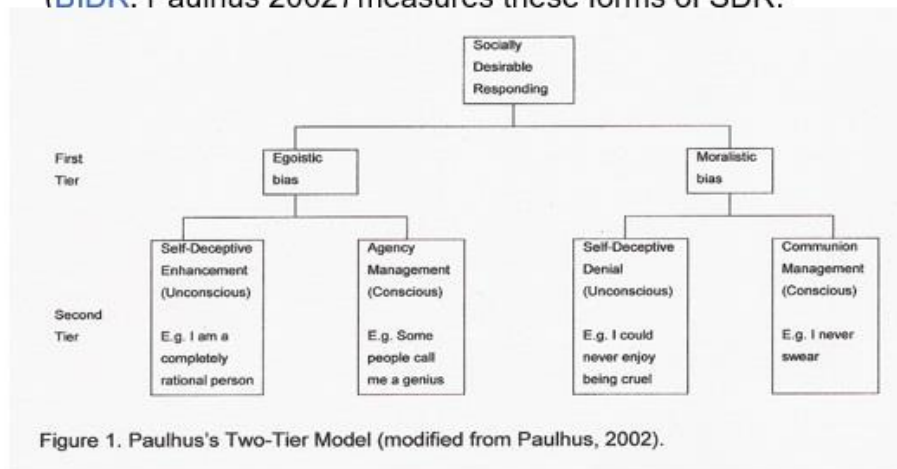 (BIDR: Paulhus 2002) measures these forms of SDR.
Socially
Desirable
Responding
First
Tier
Egoistic
bias
Moralistic
bias
Second
Tier
Self-Deceptive
Enhancement
(Unconscious)
E.g. I am a
completely
rational person
Agency
Management
(Conscious)
E.g. Some
people call
me a genius
Self-Deceptive
Denial
(Unconscious)
E.g. I could
never enjoy
being cruel
Communion
Management
(Conscious)
E.g. I never
swear
Figure 1. Paulhus's Two-Tier Model (modified from Paulhus, 2002).